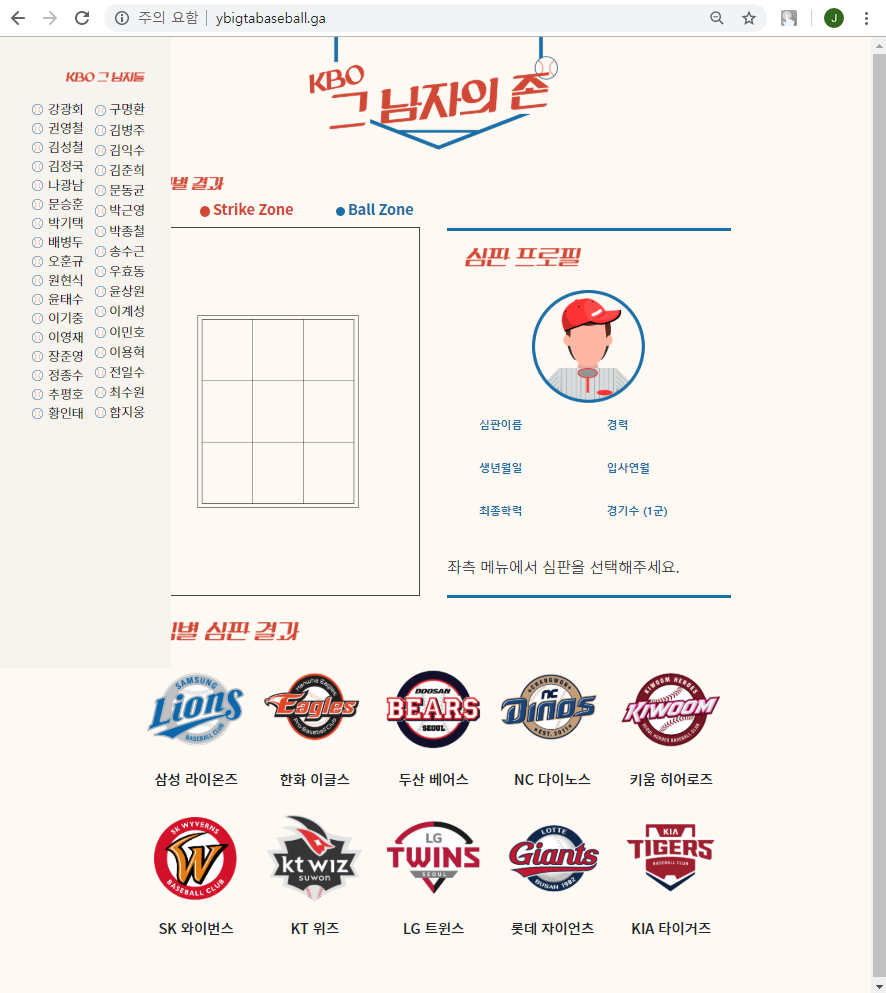 주의 요함 | ybigtabaseball.ga
J
KBO 그 남자들
강광회
권영철
김성철
김정국
나광남
문승훈
박기택
배병두
오훈규
원현식
윤태수
이기중
이영재
장준영
정종수
추평호
황인태
구명환
김병주
김익수
김준희
문동균
박근영
박종철
송수근
우효동
윤상원
이계성
이민호
이용혁
전일수
최수원
함지웅
KBO
그 남자의 존
별 결과
Strike Zone
Ball Zone
심판 프로필
심판이름
경력
생년월일
입사연월
최종학력
경기수 (1군)
좌측 메뉴에서 심판을 선택해주세요.
별 심판 결과
SAMSUNG
Lions
BASEBALL CLUB
Hanwha Eagles
Eagles
Pro Baseball Club
DOOSAN
BEARS
SEOUL
CHANGWON
NC
Dinos
EST. 2011
KIWOOM HEROES
KIWOOM
SEOUL HEROES BASEBALL CLUB
삼성 라이온즈
한화 이글스
두산 베어스
NC 다이노스
키움 히어로즈
SK WYVERNS
W
BASEBALL CLUB
kt wiz
suwon
LG
TWINS
SEOUL
LOTTE
Giants
BUSAN 1982
KIA
TIGERS
BASEBALL CLUB
SK 와이번스
KT 위즈
LG 트윈스
롯데 자이언츠
KIA 타이거즈